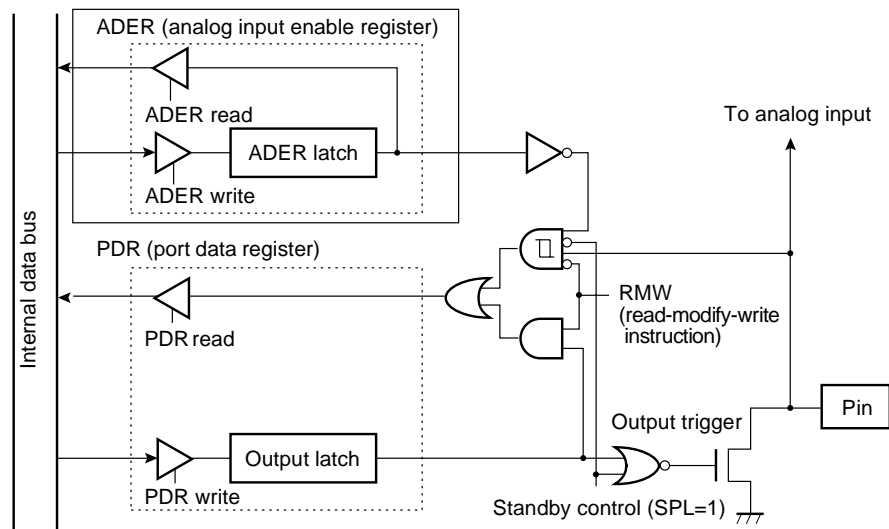 ADER (analog input enable register)
ADER read
ADER latch
ADER write
To analog input
PDR (port data register)
RMW
(read-modify-write
instruction)
PDR read
Internal data bus
Output trigger
Pin
Output latch
PDR write
Standby control (SPL=1)